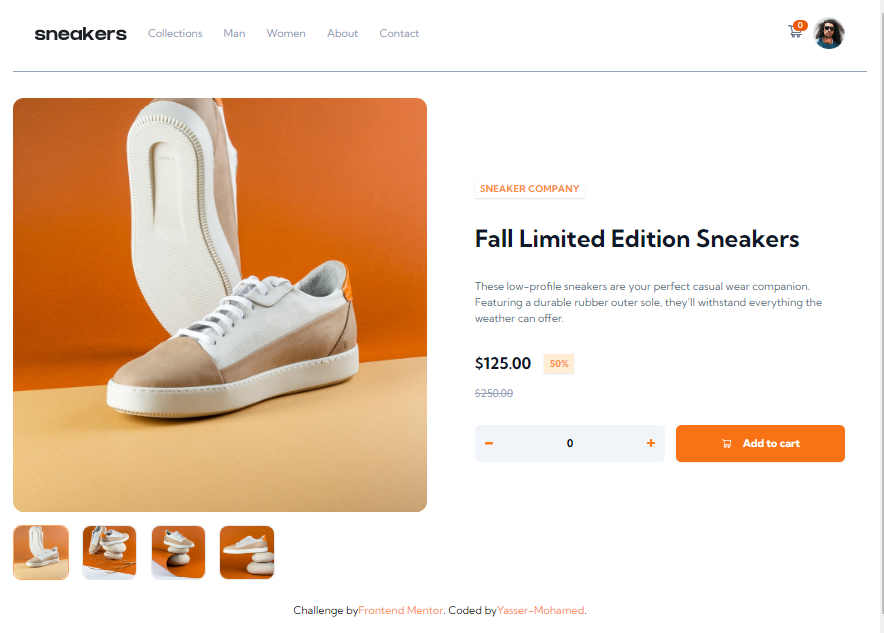 sneakers Collections Man Women About Contact 0
SNEAKER COMPANY
Fall Limited Edition Sneakers
These low-profile sneakers are your perfect casual wear companion.
Featuring a durable rubber outer sole, they'll withstand everything the
weather can offer.
$125.00 50%
$250.00
0 Add to cart
Challenge byFrontend Mentor. Coded byYasser-Mohamed.